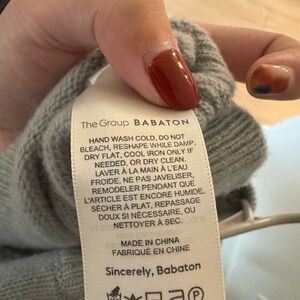 The Group BABATON
HAND WASH COLD, DO NOT
BLEACH, RESHAPE WHILE DAMP.
DRY FLAT, COOL IRON ONLY IF
NEEDED, OR DRY CLEAN.
LAVER À LA MAIN À L'EAU
FROIDE, NE PAS JAVELISER,
REMODELER PENDANT QUE
L'ARTICLE EST ENCORE HUMIDE,
SÉCHER À PLAT, REPASSAGE
DOUX SI NÉCESSAIRE, OU
NETTOYER À SEC.
MADE IN CHINA
FABRIQUÉ EN CHINE
Sincerely, Babaton